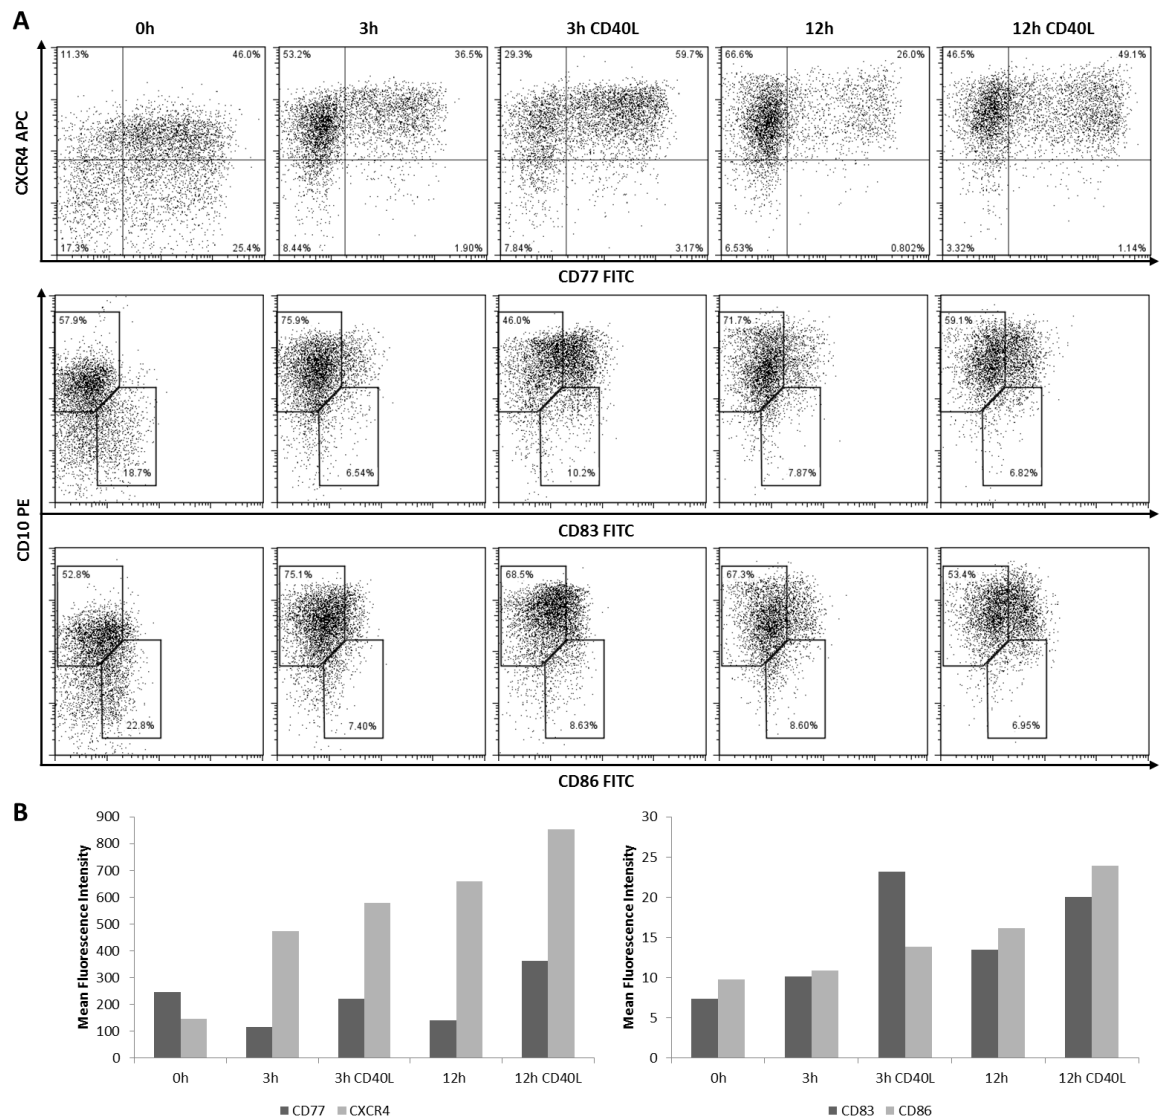 A
0h 3h 3h CD40L 12h 12h CD40L
CXCR4 APC
11.3% 46.0% 53.2% 36.5% 29.3% 59.7% 66.6% 26.0% 46.5% 49.1%
17.3% 25.4% 8.44% 1.90% 7.84% 3.17% 6.53% 0.802% 3.32% 1.14%
CD77 FITC
CD10 PE
57.9% 75.9% 46.0% 71.7% 59.1%
18.7% 6.54% 10.2% 7.87% 6.82%
CD83 FITC
52.8% 75.1% 68.5% 67.3% 53.4%
22.8% 7.40% 8.63% 8.60% 6.95%
CD86 FITC
B
Mean Fluorescence Intensity
900
800
700
600
500
400
300
200
100
0
0h 3h 3h CD40L 12h 12h CD40L
CD77 CXCR4
Mean Fluorescence Intensity
30
25
20
15
10
5
0
0h 3h 3h CD40L 12h 12h CD40L
CD83 CD86